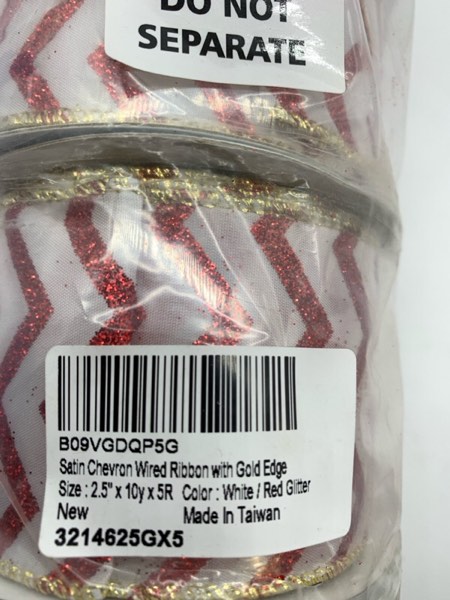 DO NOT
SEPARATE
B09VGDQP5G
Satin Chevron Wired Ribbon with Gold Edge
Size : 2.5" x 10y x 5R Color : White / Red Glitter
New Made In Taiwan
3214625GX5